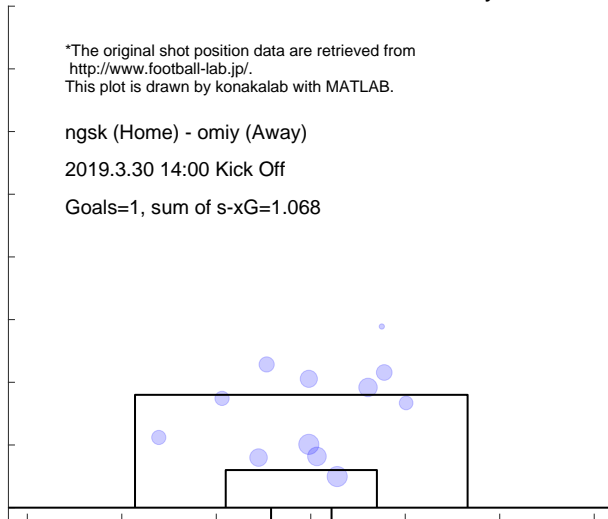 *The original shot position data are retrieved from
http://www.football-lab.jp/.
This plot is drawn by konakalab with MATLAB.
ngsk (Home) - omiy (Away)
2019.3.30 14:00 Kick Off
Goals=1, sum of s-xG=1.068